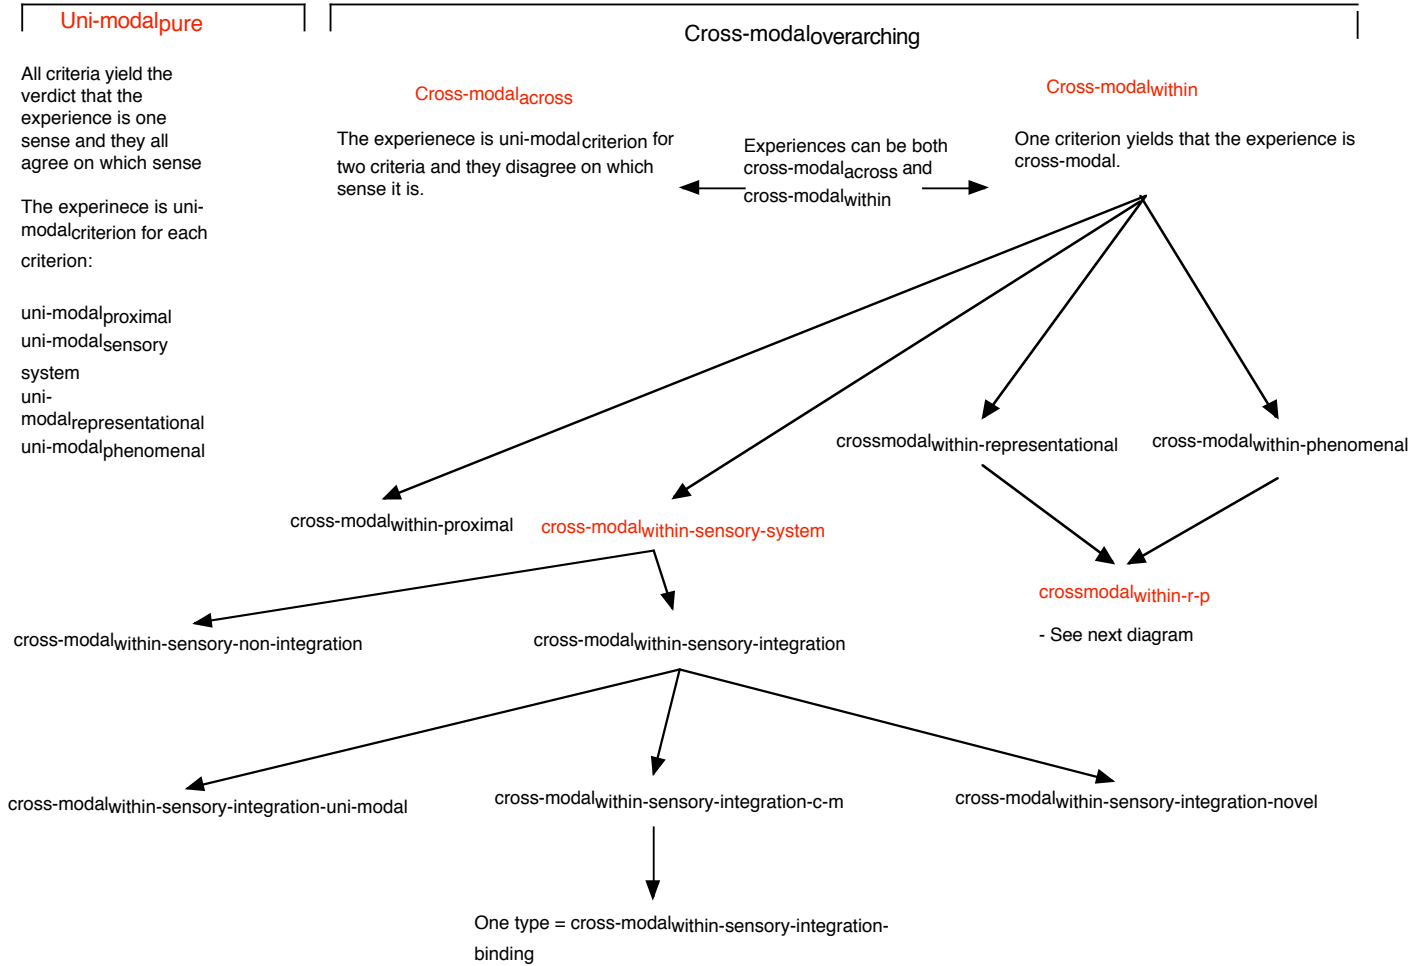 Uni-modalpure
Cross-modaloverarching
All criteria yield the
verdict that the
experience is one
sense and they all
agree on which sense
The experinece is uni-
modalcriterion for each
criterion:
uni-modalproximal
uni-modalsensory
system
uni-
modalrepresentational
uni-modalphenomenal
Cross-modalacross
The experienece is uni-modalcriterion for
two criteria and they disagree on which
sense it is.
Experiences can be both
cross-modalacross and
cross-modalwithin
Cross-modalwithin
One criterion yields that the experience is
cross-modal.
crossmodalwithin-representational
cross-modalwithin-phenomenal
cross-modalwithin-proximal
cross-modalwithin-sensory-system
crossmodalwithin-r-p
- See next diagram
cross-modalwithin-sensory-non-integration
cross-modalwithin-sensory-integration
cross-modalwithin-sensory-integration-uni-modal
cross-modalwithin-sensory-integration-c-m
cross-modalwithin-sensory-integration-novel
One type = cross-modalwithin-sensory-integration-
binding